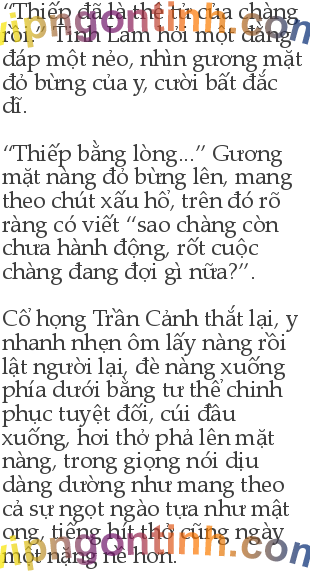 “Thiếp đã là thê tử của chàng
rồi.” Tĩnh Lam hỏi một đằng
đáp một nẻo, nhìn gương mặt
đỏ bừng của y, cười bất đắc
dĩ.
“Thiếp bằng lòng...” Gương
mặt nàng đỏ bừng lên, mang
theo chút xấu hổ, trên đó rõ
ràng có viết “sao chàng còn
chưa hành động, rốt cuộc
chàng đang đợi gì nữa?”.
Cổ họng Trần Cảnh thắt lại, y
nhanh nhẹn ôm lấy nàng rồi
lật người lại, đè nàng xuống
phía dưới bằng tư thế chinh
phục tuyệt đối, cúi đầu
xuống, hơi thở phả lên mặt
nàng, trong giọng nói dịu
dàng dường như mang theo
cả sự ngọt ngào tựa như mật
ong, tiếng hít thở cũng ngày
một nặng nề hơn.
vipngontinh.com
vipngontinh.com